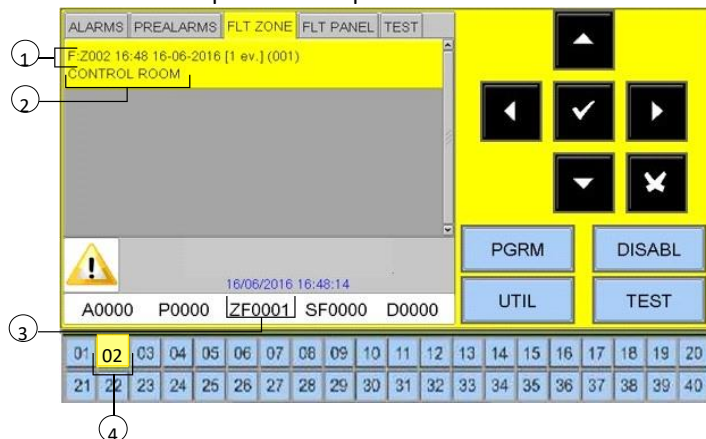 ALARMS PREALARMS FLT ZONE FLT PANEL TEST
1
F:Z002 16:48 16-06-2016 [1 ev.] (001)
CONTROL ROOM
2
PGRM DISABL
16/06/2016 16:48:14
UTIL TEST
A0000 P0000 ZF0001 SF0000 D0000
3
01 02 03 04 05 06 07 08 09 10 11 12 13 14 15 16 17 18 19 20
21 22 23 24 25 26 27 28 29 30 31 32 33 34 35 36 37 38 39 40
4